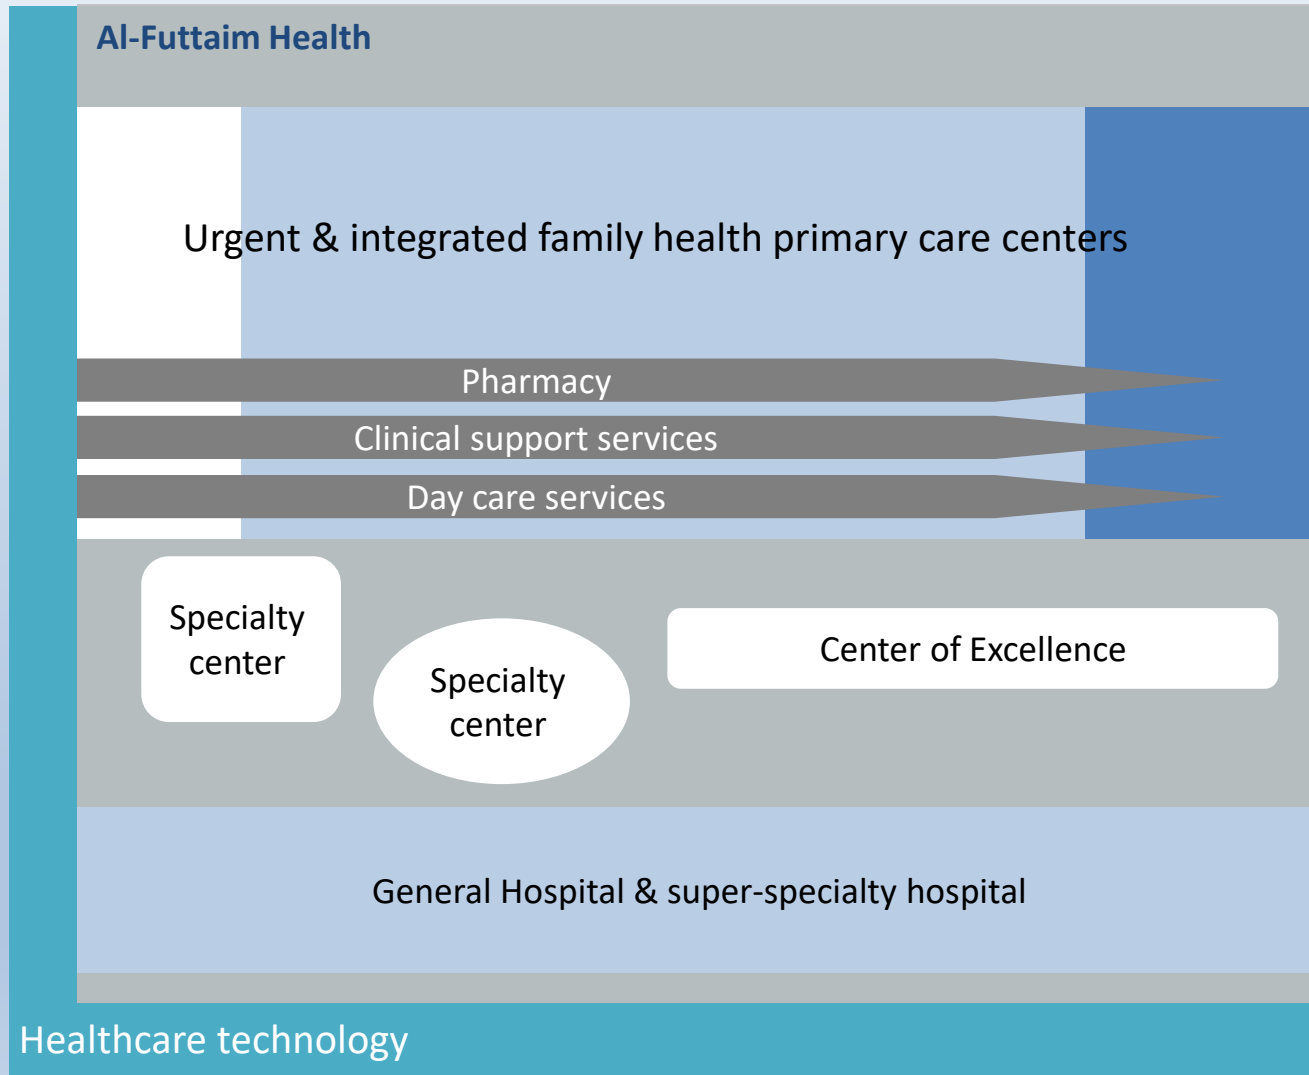 Al-Futtaim Health
Urgent & integrated family health primary care centers
Pharmacy
Clinical support services
Day care services
Specialty
center
Specialty
center
Center of Excellence
General Hospital & super-specialty hospital
Healthcare technology